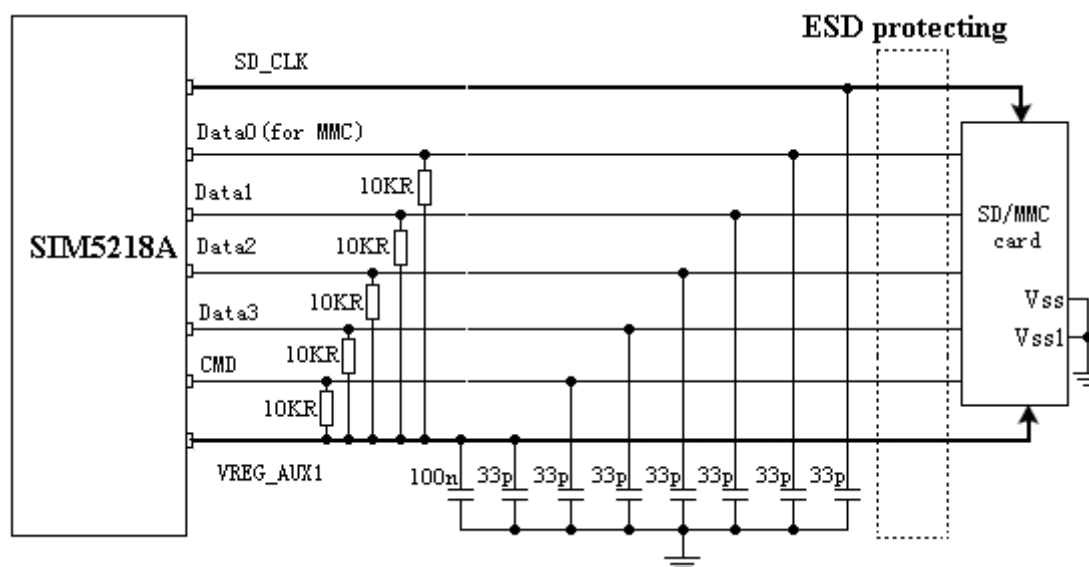 ESD protecting
SD_CLK
Data0(for MMC)
10KR
Data1
SD/MMC
card
SIM5218A
Data2
10KR
10KR
Vss
Data3
Vss1
10KR
CMD
10KR
VREG_AUX1
100n 33p 33p 33p 33p 33p 33p 33p